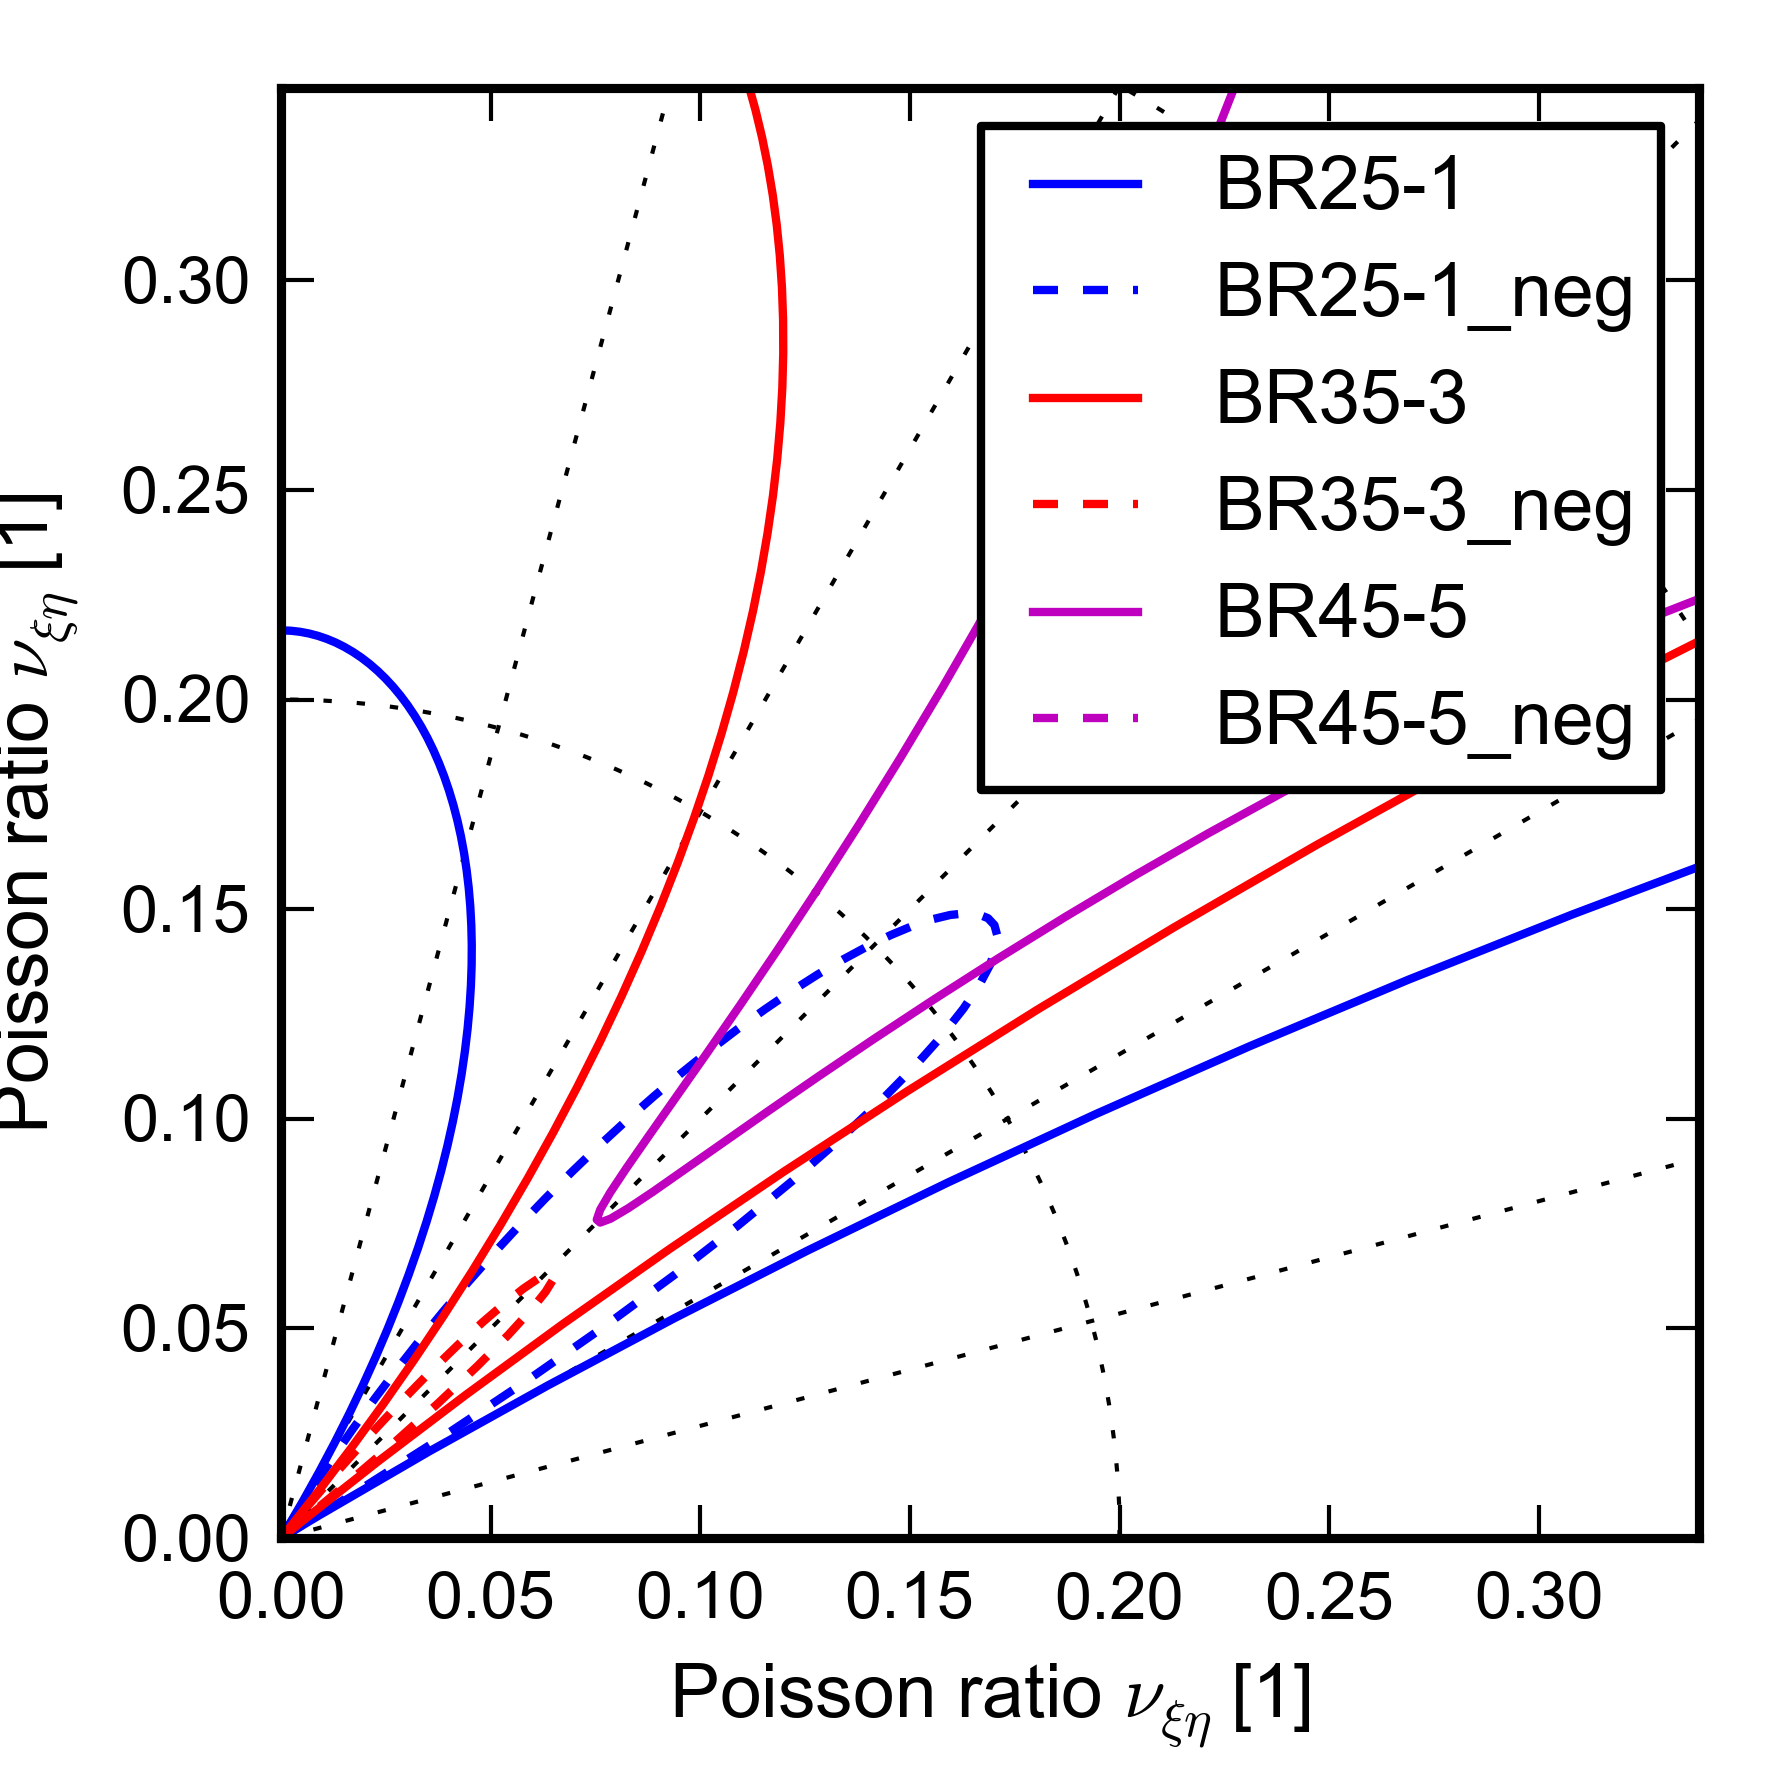 BR25-1
BR25-1_neg
BR35-3
BR35-3_neg
BR45-5
BR45-5_neg
0.30
0.25
0.20
0.15
0.10
0.05
0.00
Poisson ratio νξη [1]
0.00 0.05 0.10 0.15 0.20 0.25 0.30
Poisson ratio νξη [1]